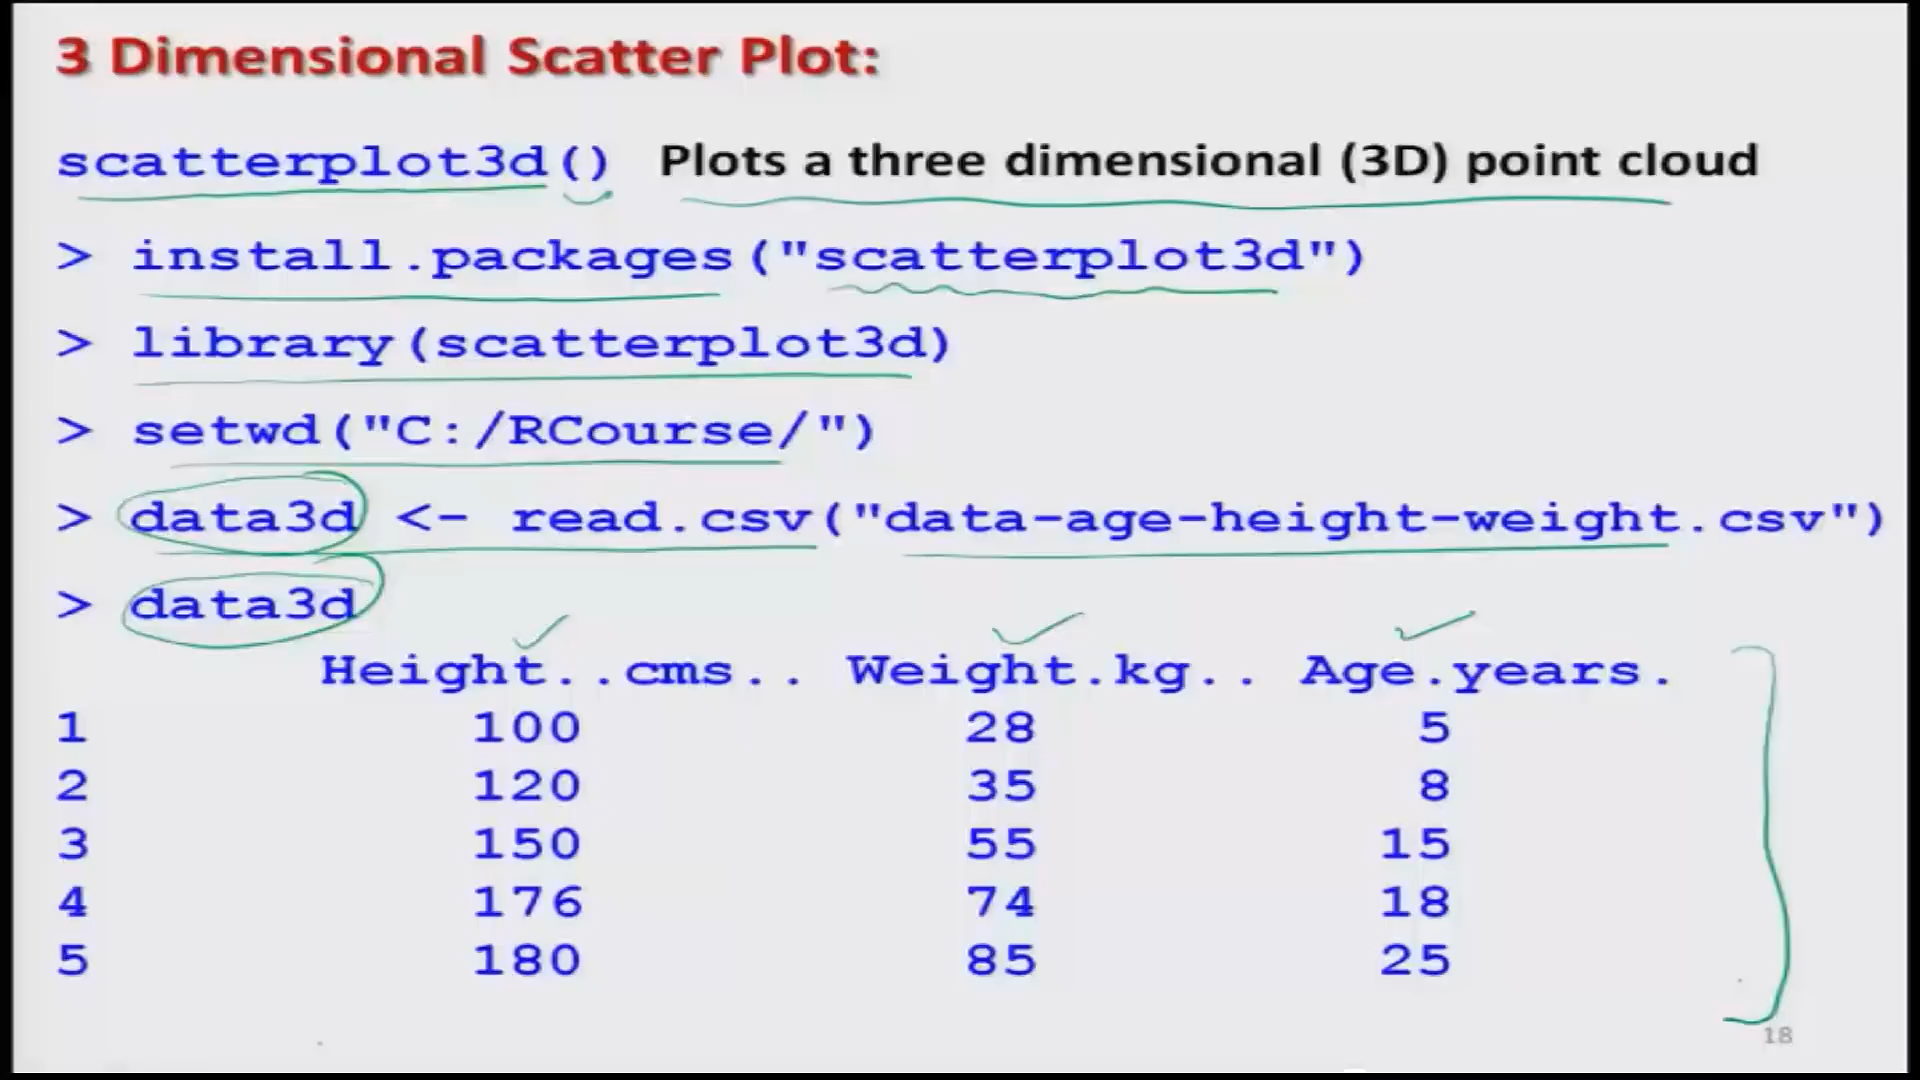 3 Dimensional Scatter Plot:
scatterplot3d() Plots a three dimensional (3D) point cloud
> install.packages("scatterplot3d")
> library(scatterplot3d)
> setwd("C:/RCourse/")
> data3d <- read.csv("data-age-height-weight.csv")
> data3d
Height..cms.. Weight.kg.. Age.years.
1 100 28 5
2 120 35 8
3 150 55 15
4 176 74 18
5 180 85 25
18